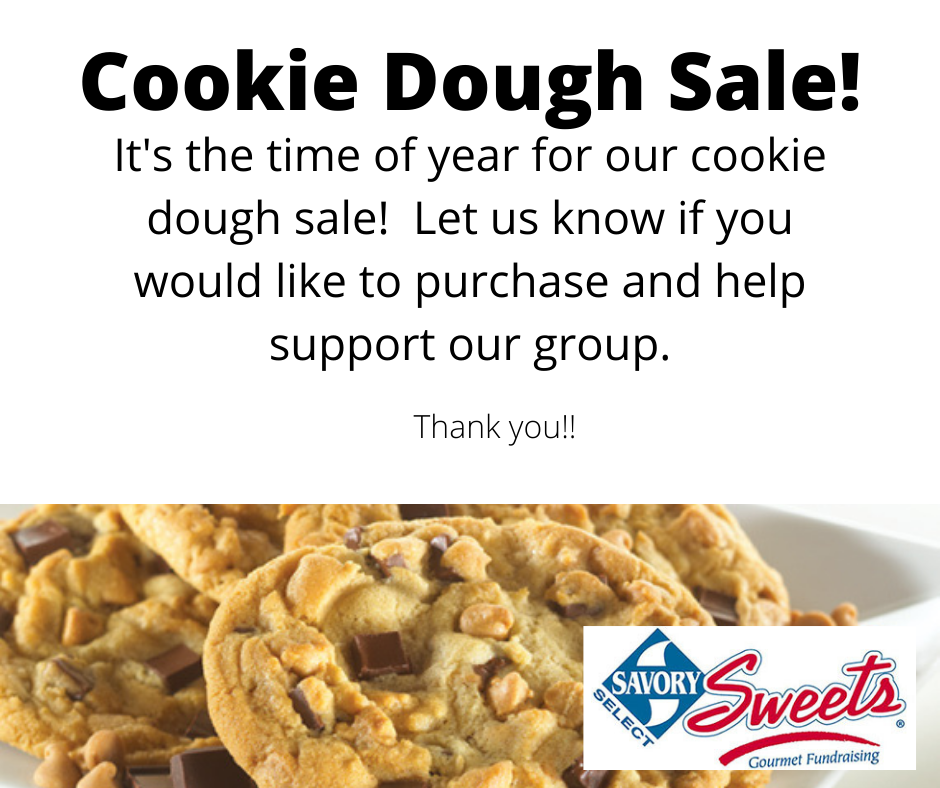 Cookie Dough Sale!
It's the time of year for our cookie
dough sale!  Let us know if you
would like to purchase and help
support our group.
Thank you!!
SAVORY
SELECT
Sweets®
Gourmet Fundraising